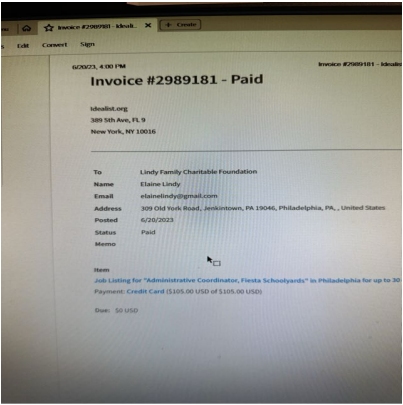 Invoice #2989181 - Ideali..
Create
Edit Convert Sign
6/20/23, 4:00 PM Invoice #2989181 - Idealis
Invoice #2989181 - Paid
Idealist.org
389 5th Ave, FL 9
New York, NY 10016
To Lindy Family Charitable Foundation
Name Elaine Lindy
Email elainelindy@gmail.com
Address 309 Old York Road, Jenkintown, PA 19046, Philadelphia, PA, , United States
Posted 6/20/2023
Status Paid
Memo
Item
Job Listing for "Administrative Coordinator, Fiesta Schoolyards" in Philadelphia for up to 30
Payment: Credit Card ($105.00 USD of $105.00 USD)
Due: $0 USD